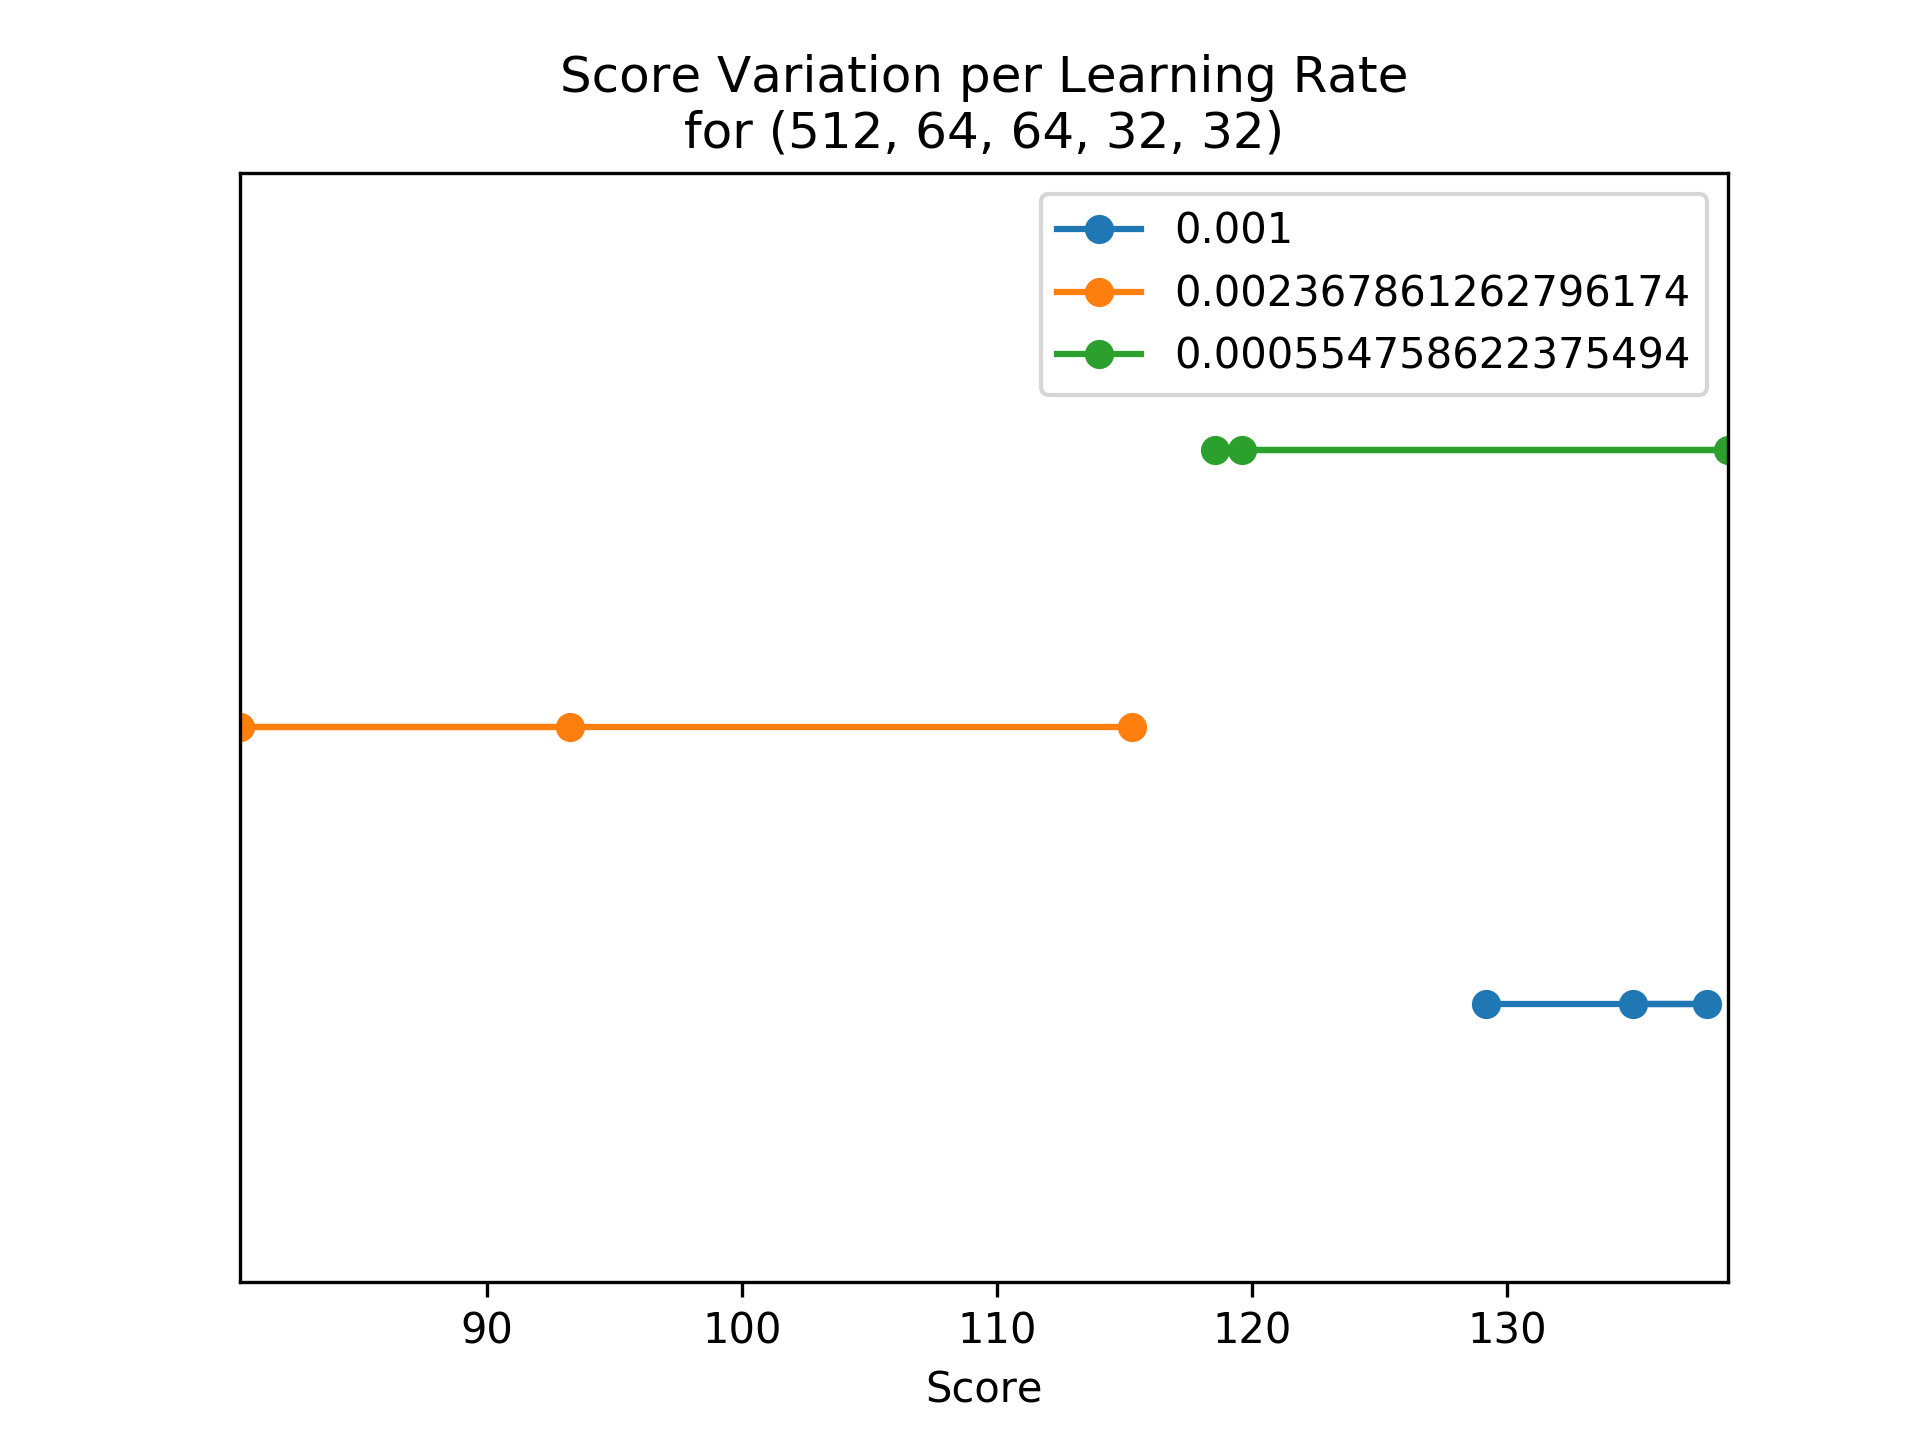 Score Variation per Learning Rate
for (512, 64, 64, 32, 32)
0.001
0.002367861262796174
0.000554758622375494
90 100 110 120 130
Score